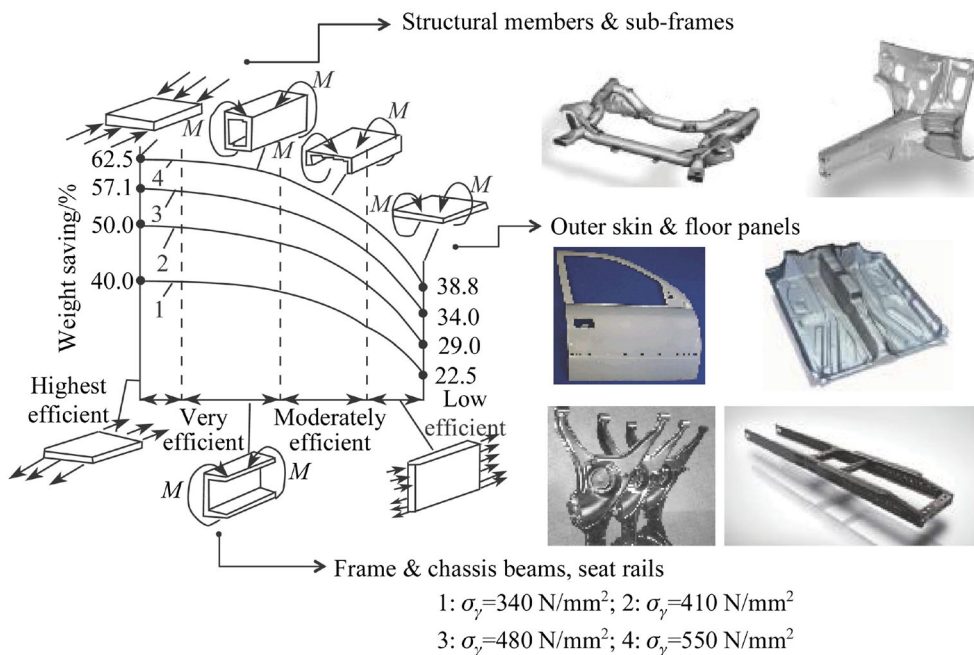 Structural members & sub-frames
M
M
M
M
M
M
Weight saving/%
62.5
57.1
50.0
40.0
4
3
2
1
Outer skin & floor panels
38.8
34.0
29.0
22.5
Highest
efficient
Very
efficient
Moderately
efficient
Low
efficient
M
M
Frame & chassis beams, seat rails
1: σᵧ=340 N/mm²; 2: σᵧ=410 N/mm²
3: σᵧ=480 N/mm²; 4: σᵧ=550 N/mm²